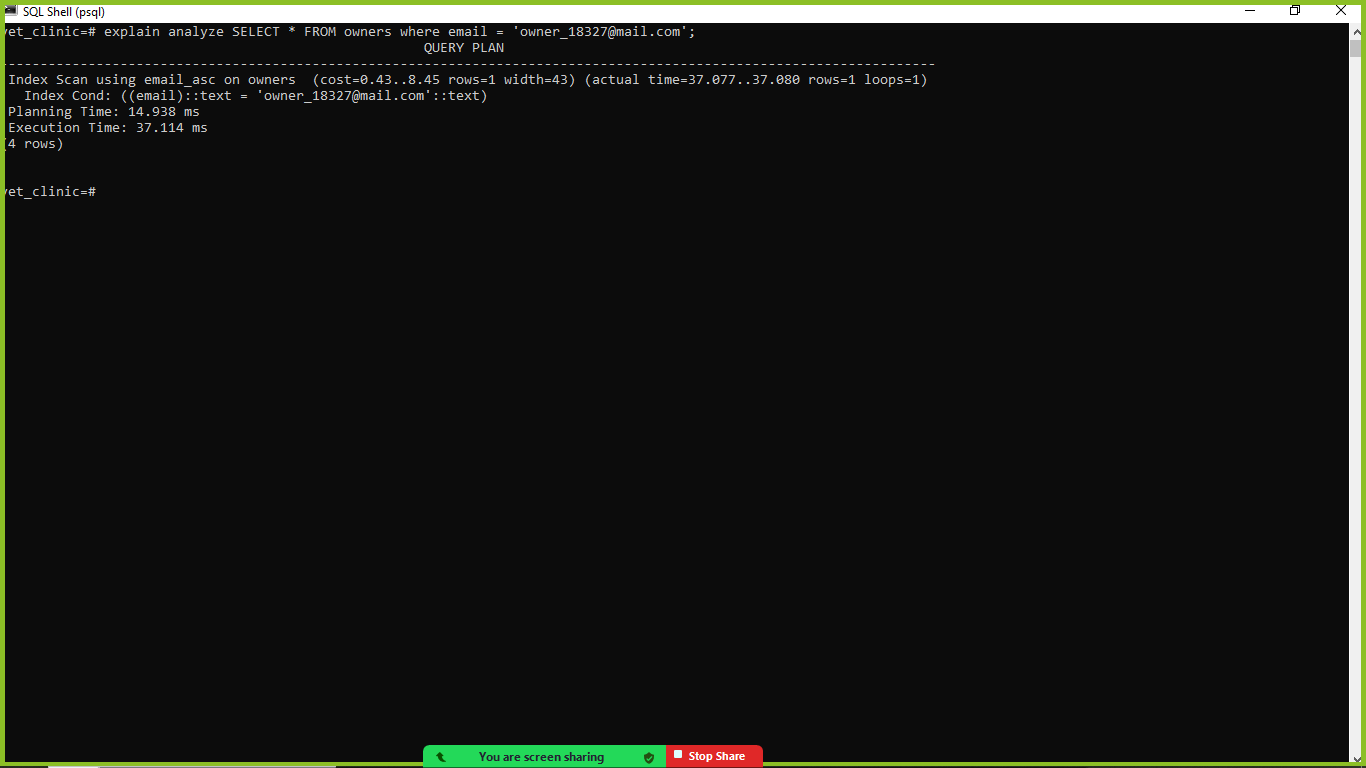 SQL Shell (psql)
vet_clinic=# explain analyze SELECT * FROM owners where email = 'owner_18327@mail.com';
QUERY PLAN
--------------------------------------------------------------------------------------------------------------------
Index Scan using email_asc on owners  (cost=0.43..8.45 rows=1 width=43) (actual time=37.077..37.080 rows=1 loops=1)
Index Cond: ((email)::text = 'owner_18327@mail.com'::text)
Planning Time: 14.938 ms
Execution Time: 37.114 ms
(4 rows)
vet_clinic=#
You are screen sharing
Stop Share